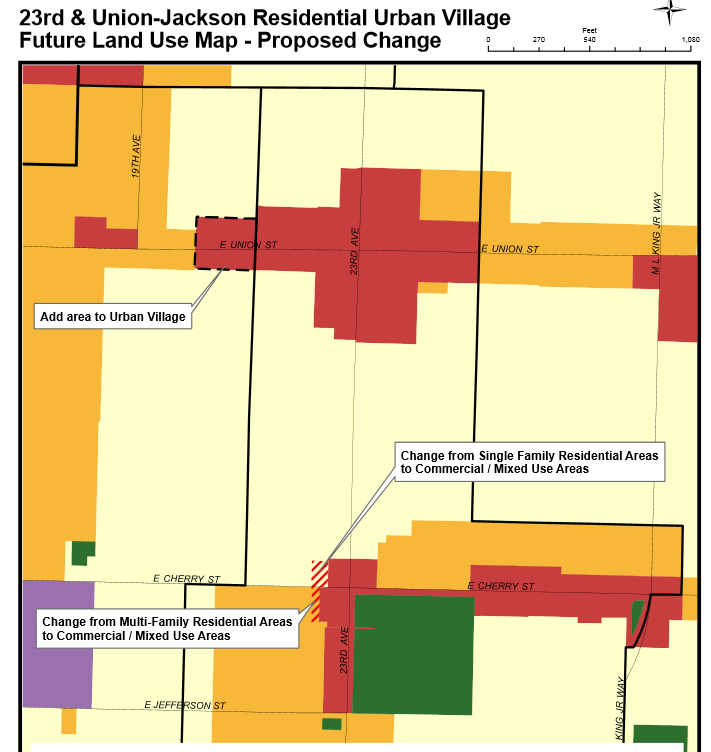 23rd & Union-Jackson Residential Urban Village
Future Land Use Map - Proposed Change
Feet
0 270 540 1,080
19TH AVE
M L KING JR WAY
23RD AVE
E UNION ST
E UNION ST
Add area to Urban Village
Change from Single Family Residential Areas
to Commercial / Mixed Use Areas
E CHERRY ST
E CHERRY ST
Change from Multi-Family Residential Areas
to Commercial / Mixed Use Areas
23RD AVE
KING JR WAY
E JEFFERSON ST